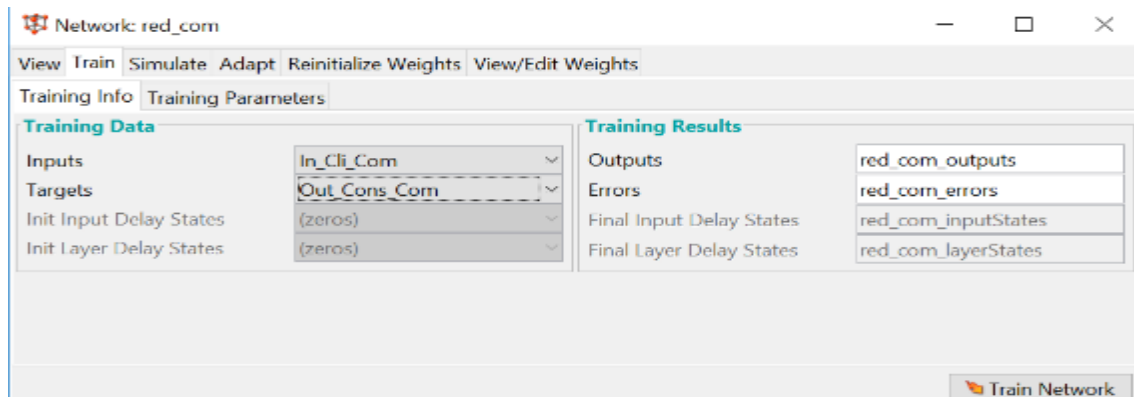 Network: red_com
View Train Simulate Adapt Reinitialize Weights View/Edit Weights
Training Info Training Parameters
Training Data Training Results
Inputs In_Cli_Com Outputs red_com_outputs
Targets Out_Cons_Com Errors red_com_errors
Init Input Delay States (zeros) Final Input Delay States red_com_inputStates
Init Layer Delay States (zeros) Final Layer Delay States red_com_layerStates
Train Network